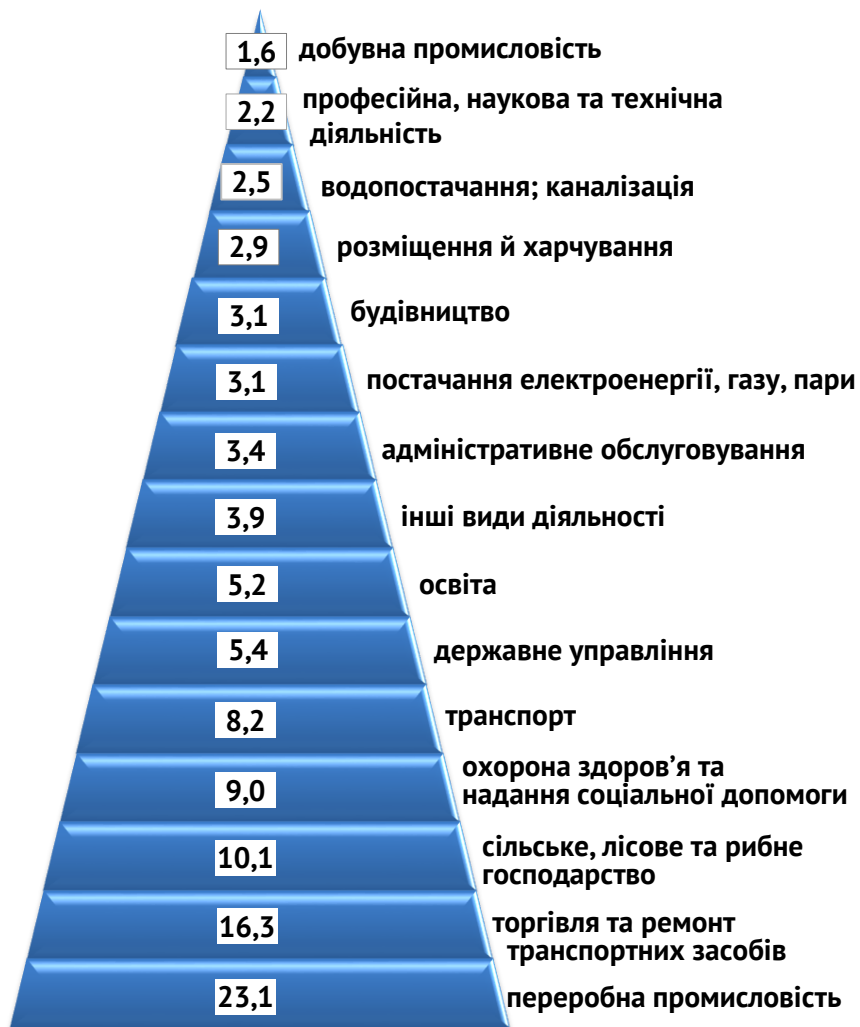 1,6 добувна промисловість
2,2 професійна, наукова та технічна
діяльність
2,5 водопостачання; каналізація
2,9 розміщення й харчування
3,1 будівництво
3,1 постачання електроенергії, газу, пари
3,4 адміністративне обслуговування
3,9 інші види діяльності
5,2 освіта
5,4 державне управління
8,2 транспорт
9,0 охорона здоров’я та
надання соціальної допомоги
10,1 сільське, лісове та рибне
господарство
16,3 торгівля та ремонт
транспортних засобів
23,1 переробна промисловість